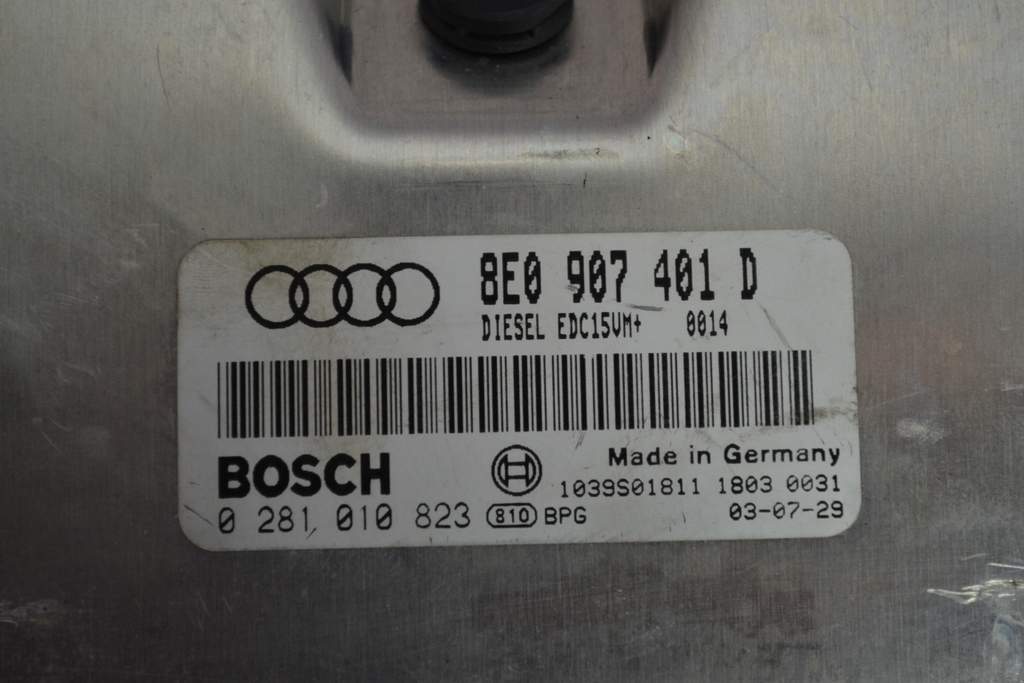 8E0 907 401 D
DIESEL EDC15VM+ 0014
BOSCH
Made in Germany
1039S01811 1803 0031
0 281 010 823 810 BPG 03-07-29